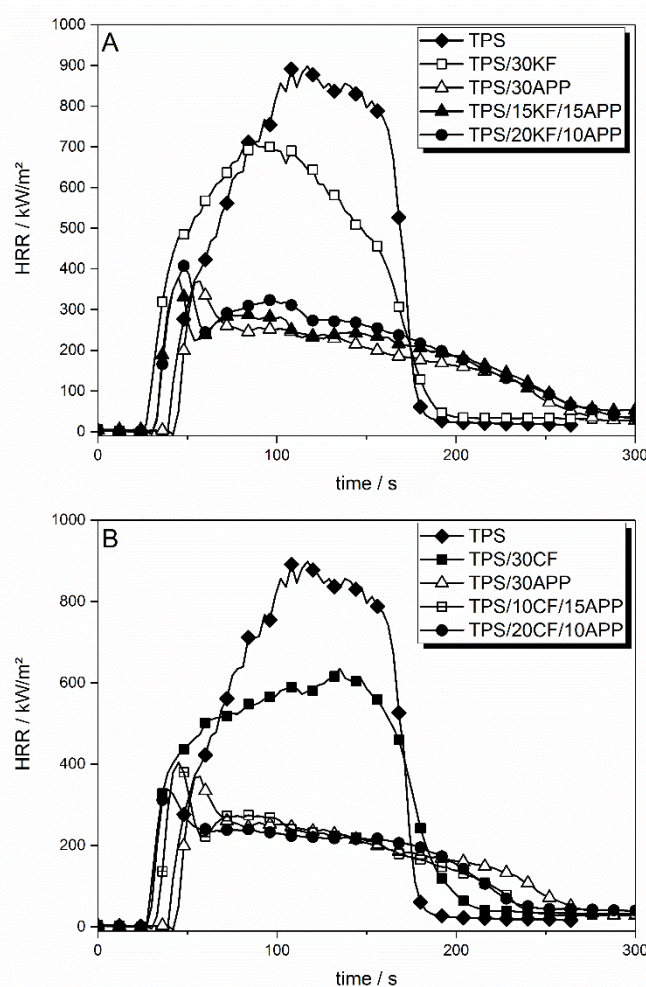 A
TPS
TPS/30KF
TPS/30APP
TPS/15KF/15APP
TPS/20KF/10APP
1000
900
800
700
600
500
400
300
200
100
0
HRR / kW/m²
0 100 200 300
time / s
B
TPS
TPS/30CF
TPS/30APP
TPS/10CF/15APP
TPS/20CF/10APP
1000
800
600
400
200
0
HRR / kW/m²
0 100 200 300
time / s